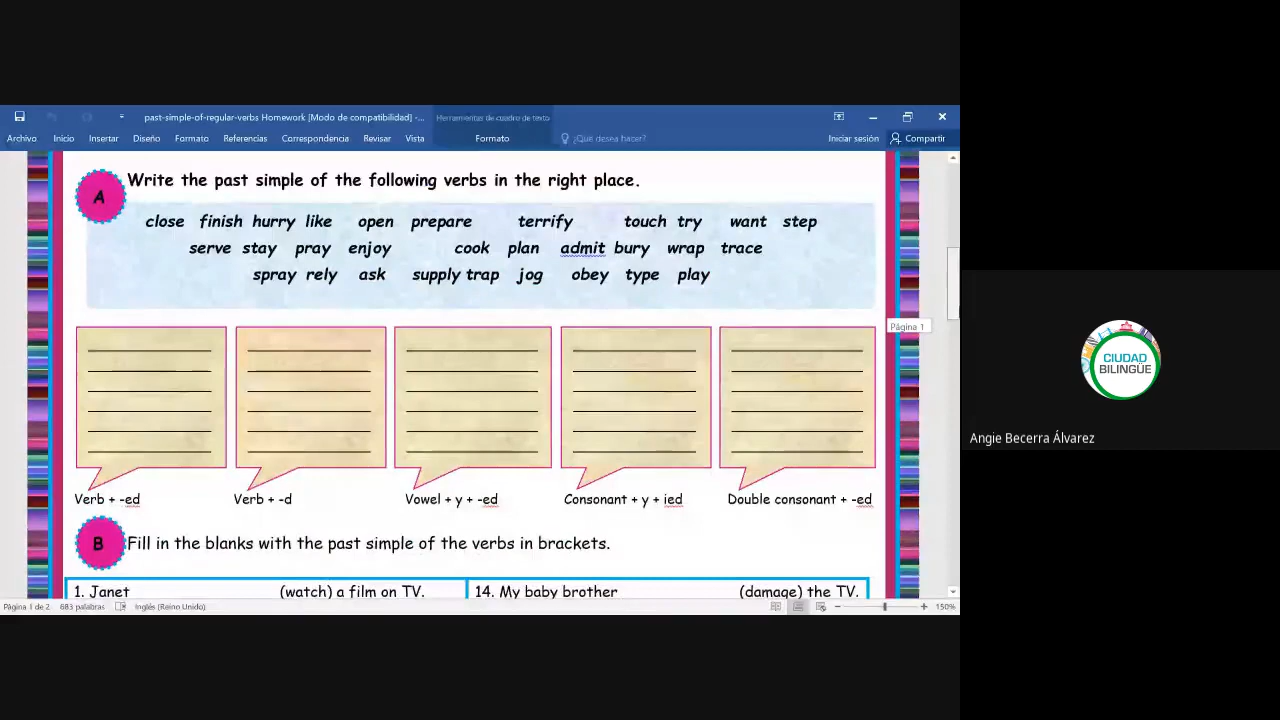 past-simple-of-regular-verbs Homework [Modo de compatibilidad] -...
Herramientas de cuadro de texto
Archivo Inicio Insertar Diseño Formato Referencias Correspondencia Revisar Vista Formato ¿Qué desea hacer? Iniciar sesión Compartir
A Write the past simple of the following verbs in the right place.
close finish hurry like open prepare terrify touch try want step
serve stay pray enjoy cook plan admit bury wrap trace
spray rely ask supply trap jog obey type play
Página 1
CIUDAD
BILINGÜE
Angie Becerra Álvarez
Verb + -ed Verb + -d Vowel + y + -ed Consonant + y + ied Double consonant + -ed
B Fill in the blanks with the past simple of the verbs in brackets.
1. Janet (watch) a film on TV. 14. My baby brother (damage) the TV.
Página 1 de 2 683 palabras Inglés (Reino Unido) 150%